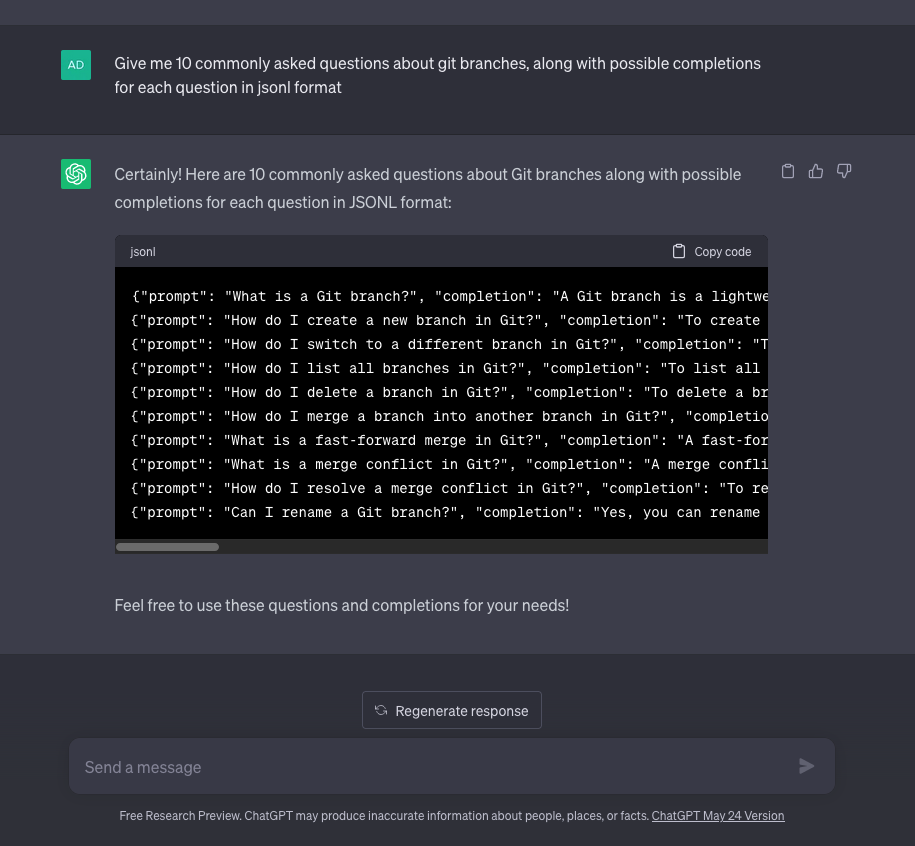 AD
Give me 10 commonly asked questions about git branches, along with possible completions
for each question in jsonl format
Certainly! Here are 10 commonly asked questions about Git branches along with possible
completions for each question in JSONL format:
jsonl Copy code
{"prompt": "What is a Git branch?", "completion": "A Git branch is a lightwe
{"prompt": "How do I create a new branch in Git?", "completion": "To create
{"prompt": "How do I switch to a different branch in Git?", "completion": "T
{"prompt": "How do I list all branches in Git?", "completion": "To list all
{"prompt": "How do I delete a branch in Git?", "completion": "To delete a br
{"prompt": "How do I merge a branch into another branch in Git?", "completio
{"prompt": "What is a fast-forward merge in Git?", "completion": "A fast-for
{"prompt": "What is a merge conflict in Git?", "completion": "A merge confli
{"prompt": "How do I resolve a merge conflict in Git?", "completion": "To re
{"prompt": "Can I rename a Git branch?", "completion": "Yes, you can rename
Feel free to use these questions and completions for your needs!
Regenerate response
Send a message
Free Research Preview. ChatGPT may produce inaccurate information about people, places, or facts. ChatGPT May 24 Version